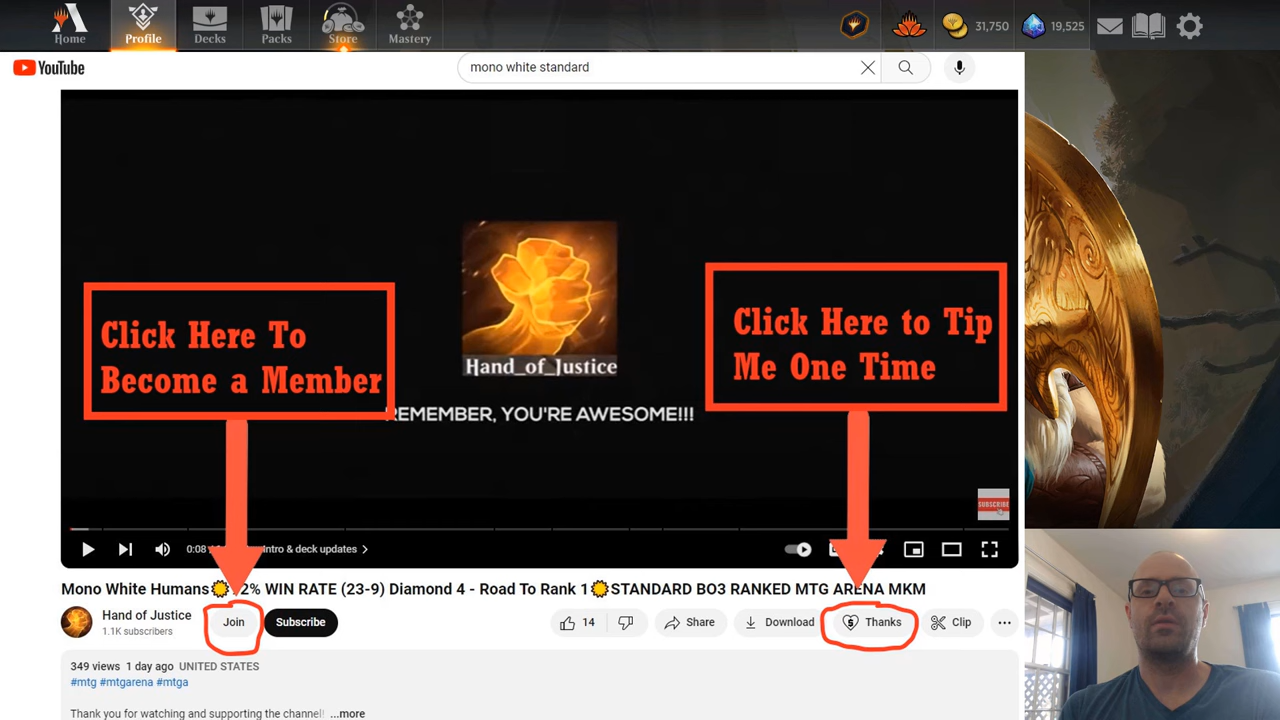 Home
Profile
Decks
Packs
Store
Mastery
31,750
19,525
YouTube
mono white standard
Hand_of_Justice
Click Here To
Become a Member
Click Here to Tip
Me One Time
REMEMBER, YOU'RE AWESOME!!!
SUBSCRIBE
0:08
Intro & deck updates
Mono White Humans 2% WIN RATE (23-9) Diamond 4 - Road To Rank 1 STANDARD BO3 RANKED MTG ARENA MKM
Hand of Justice
1.1K subscribers
Join
Subscribe
14
Share
Download
Thanks
Clip
349 views 1 day ago UNITED STATES
#mtg #mtgarena #mtga
Thank you for watching and supporting the channel! ...more